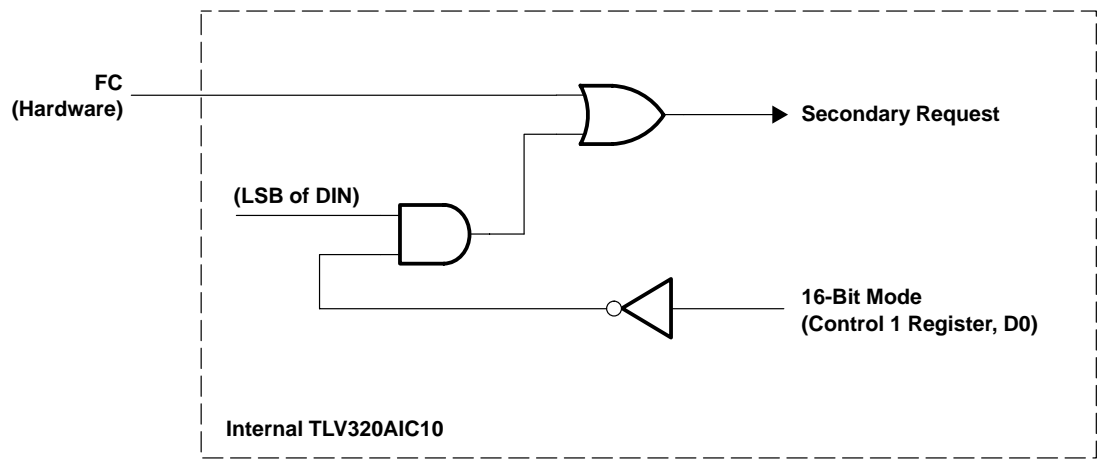 FC
(Hardware)
Secondary Request
(LSB of DIN)
16-Bit Mode
(Control 1 Register, D0)
Internal TLV320AIC10